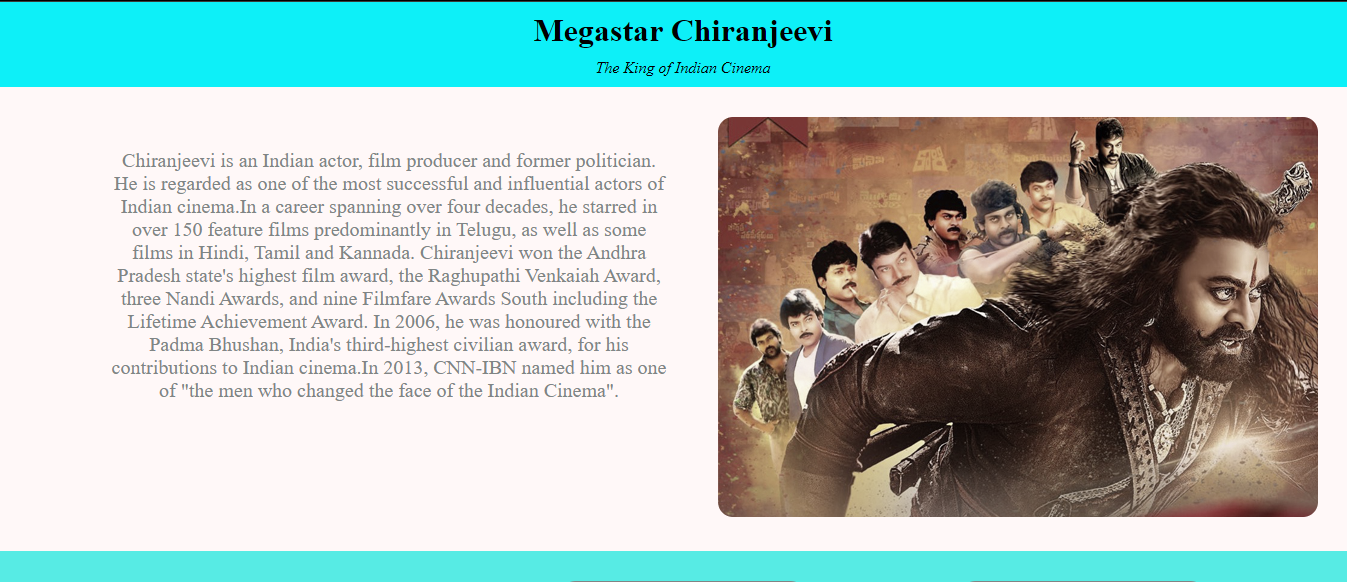 Megastar Chiranjeevi
The King of Indian Cinema
Chiranjeevi is an Indian actor, film producer and former politician.
He is regarded as one of the most successful and influential actors of
Indian cinema.In a career spanning over four decades, he starred in
over 150 feature films predominantly in Telugu, as well as some
films in Hindi, Tamil and Kannada. Chiranjeevi won the Andhra
Pradesh state's highest film award, the Raghupathi Venkaiah Award,
three Nandi Awards, and nine Filmfare Awards South including the
Lifetime Achievement Award. In 2006, he was honoured with the
Padma Bhushan, India's third-highest civilian award, for his
contributions to Indian cinema.In 2013, CNN-IBN named him as one
of "the men who changed the face of the Indian Cinema".